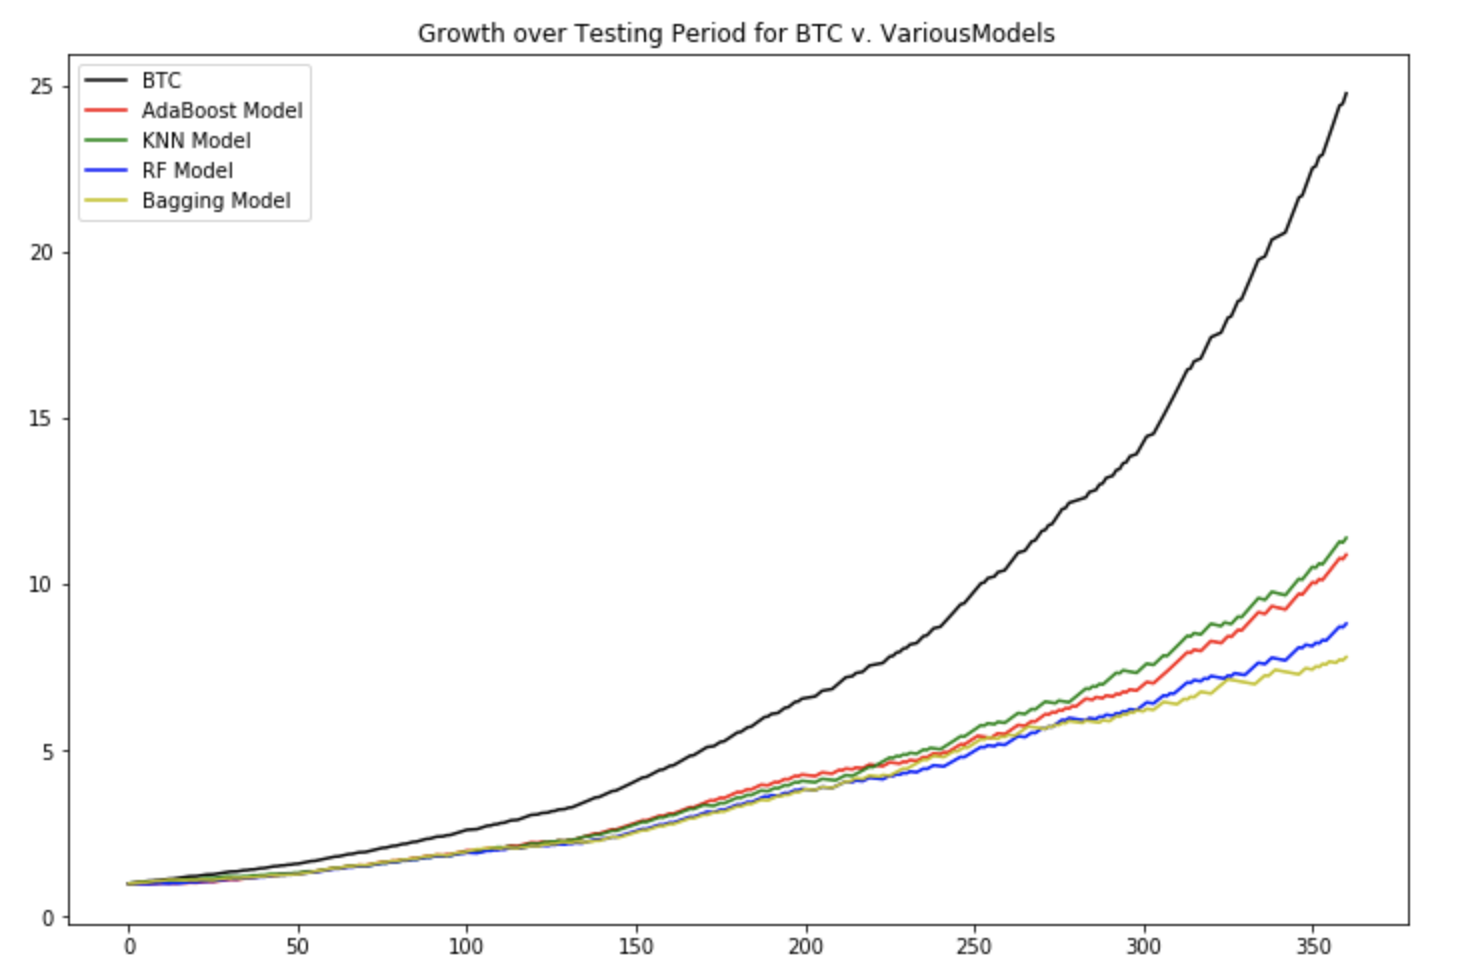 Growth over Testing Period for BTC v. VariousModels
BTC
AdaBoost Model
KNN Model
RF Model
Bagging Model
25
20
15
10
5
0
0 50 100 150 200 250 300 350